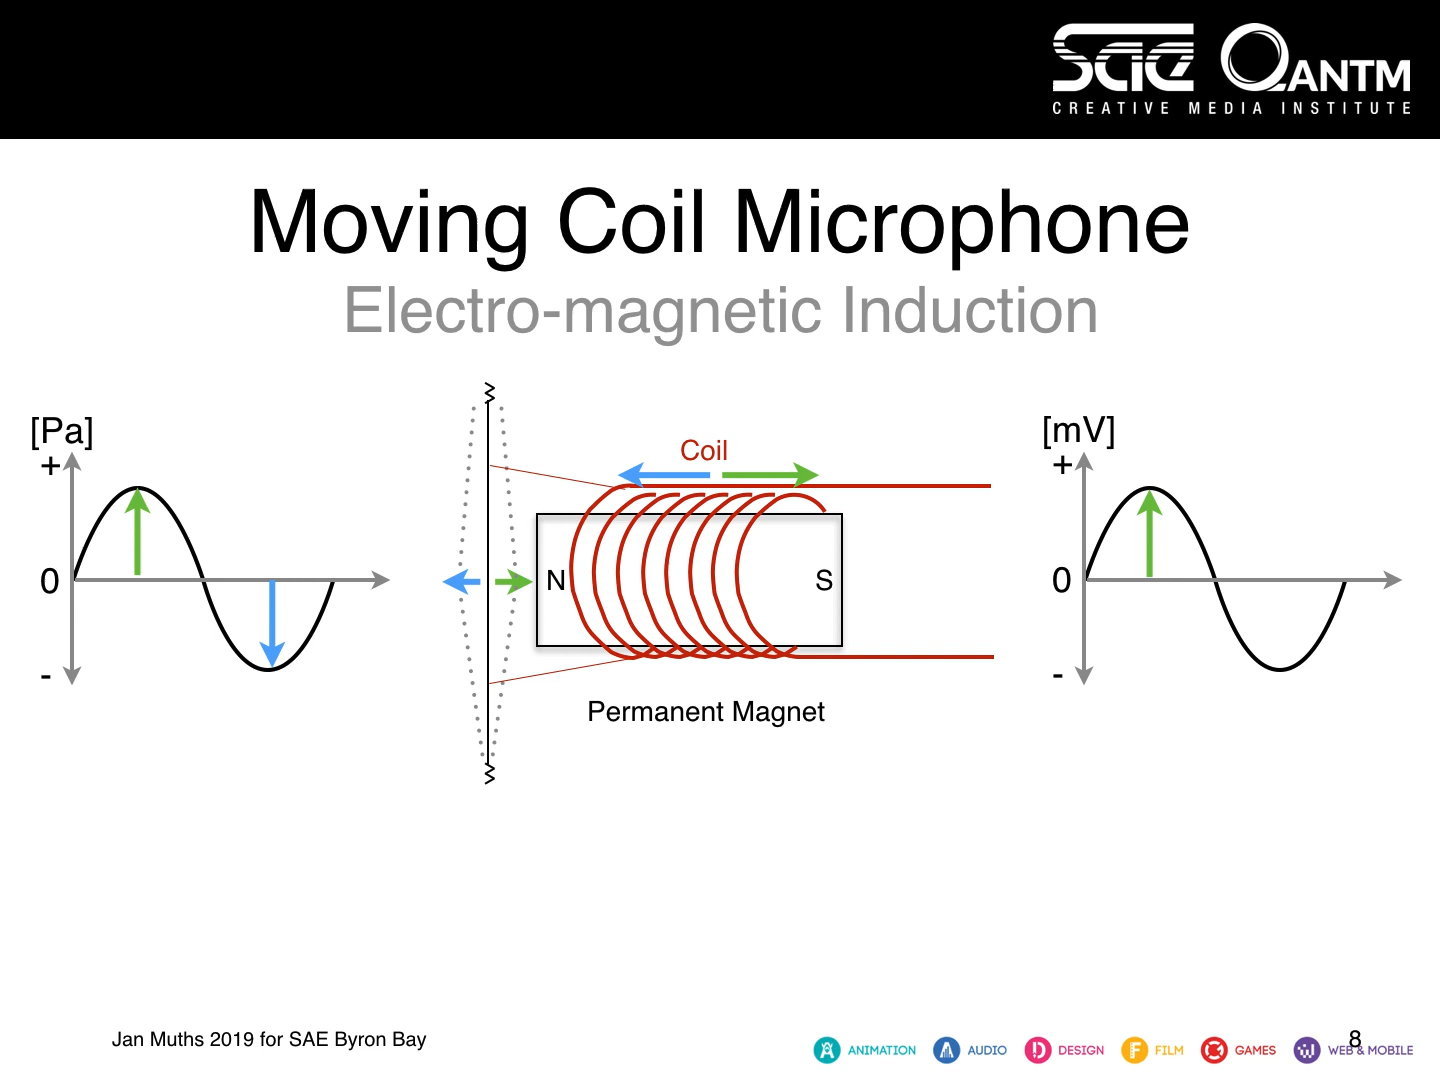 sae QANTM
CREATIVE MEDIA INSTITUTE
Moving Coil Microphone
Electro-magnetic Induction
[Pa]
+
0
-
Coil
N
S
Permanent Magnet
[mV]
+
0
-
Jan Muths 2019 for SAE Byron Bay
ANIMATION AUDIO DESIGN FILM GAMES WEB & MOBILE
8